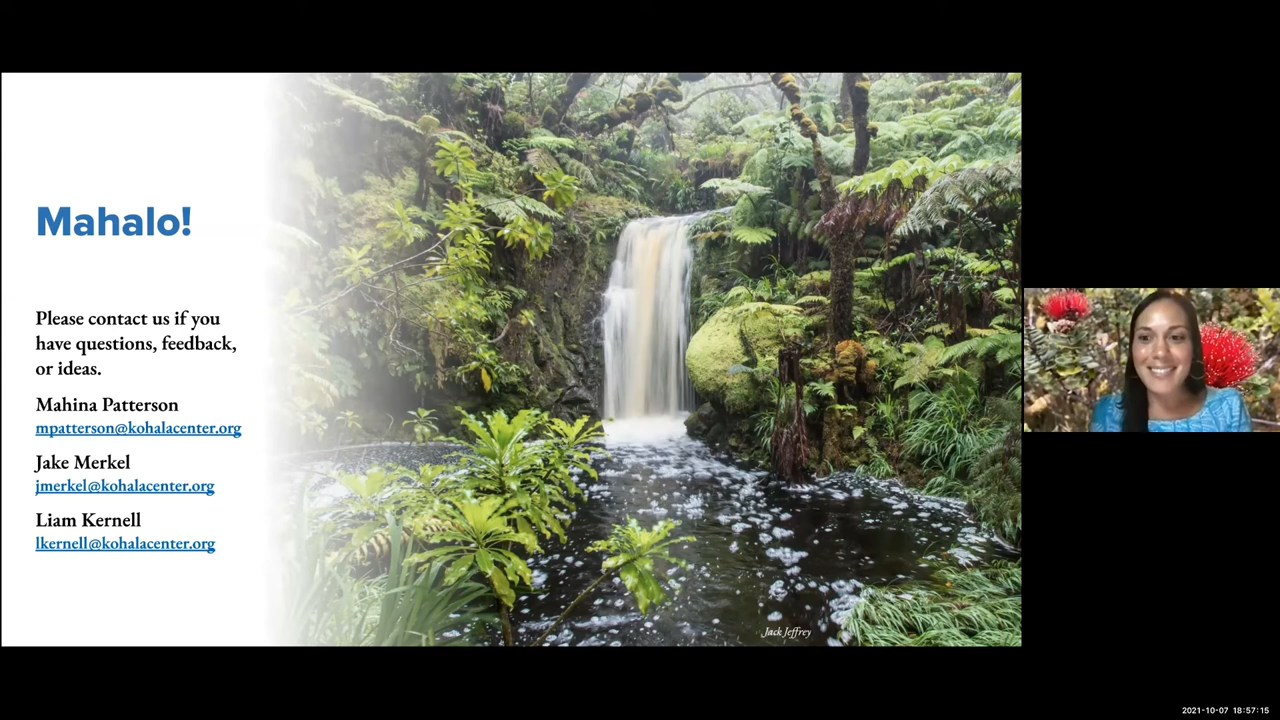 Mahalo!
Please contact us if you
have questions, feedback,
or ideas.
Mahina Patterson
mpatterson@kohalacenter.org
Jake Merkel
jmerkel@kohalacenter.org
Liam Kernell
lkernell@kohalacenter.org
Jack Jeffrey
2021-10-07 18:57:15